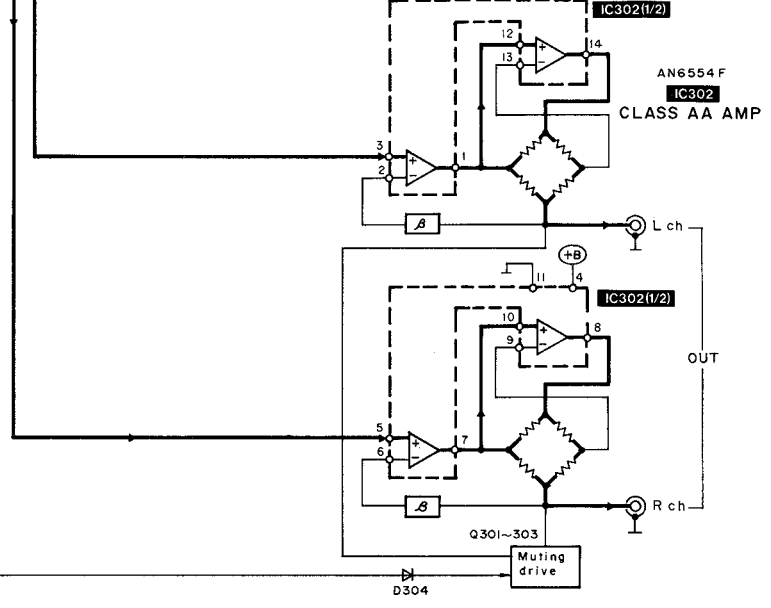 IC302(1/2)
12
+
14
13
−
AN6554F
IC302
CLASS AA AMP
3
+
1
2
−
β
L ch
+B
11
4
IC302(1/2)
10
+
8
9
−
OUT
5
+
7
6
−
β
R ch
Q301~303
Muting
drive
D304